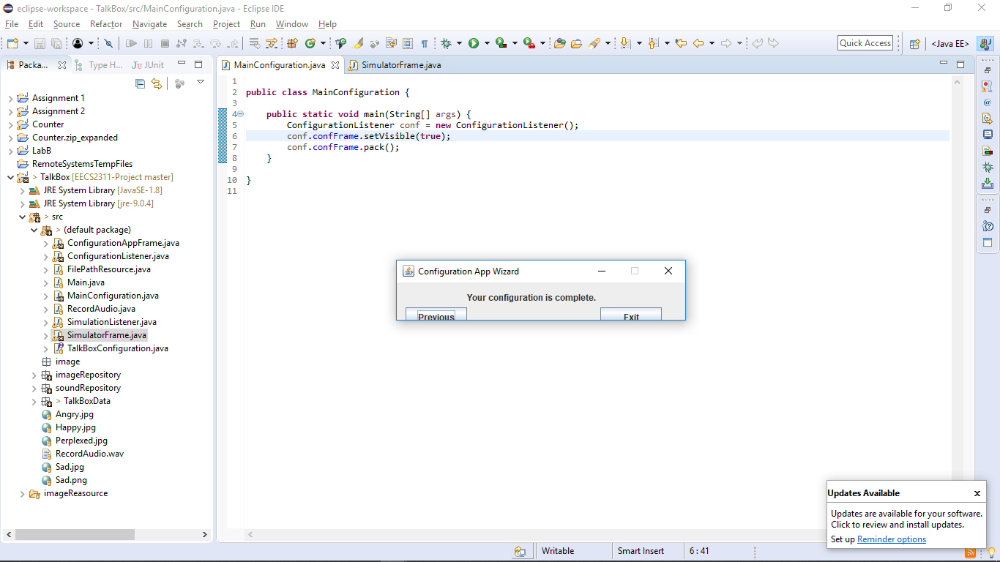 eclipse-workspace - TalkBox/src/MainConfiguration.java - Eclipse IDE
File Edit Source Refactor Navigate Search Project Run Window Help
Quick Access <Java EE>
Packa... Type H... JUnit
MainConfiguration.java SimulatorFrame.java
Assignment 1
Assignment 2
Counter
Counter.zip_expanded
LabB
RemoteSystemsTempFiles
> TalkBox [EECS2311-Project master]
JRE System Library [JavaSE-1.8]
JRE System Library [jre-9.0.4]
> src
> (default package)
ConfigurationAppFrame.java
ConfigurationListener.java
FilePathResource.java
Main.java
MainConfiguration.java
RecordAudio.java
SimulationListener.java
SimulatorFrame.java
TalkBoxConfiguration.java
image
imageRepository
soundRepository
> TalkBoxData
Angry.jpg
Happy.jpg
Perplexed.jpg
RecordAudio.wav
Sad.jpg
Sad.png
imageReasource
1
2 public class MainConfiguration {
3
4 public static void main(String[] args) {
5 ConfigurationListener conf = new ConfigurationListener();
6 conf.confFrame.setVisible(true);
7 conf.confFrame.pack();
8 }
9
10 }
11
Configuration App Wizard
Your configuration is complete.
Previous Exit
Updates Available x
Updates are available for your software.
Click to review and install updates.
Set up Reminder options
Writable Smart Insert 6 : 41